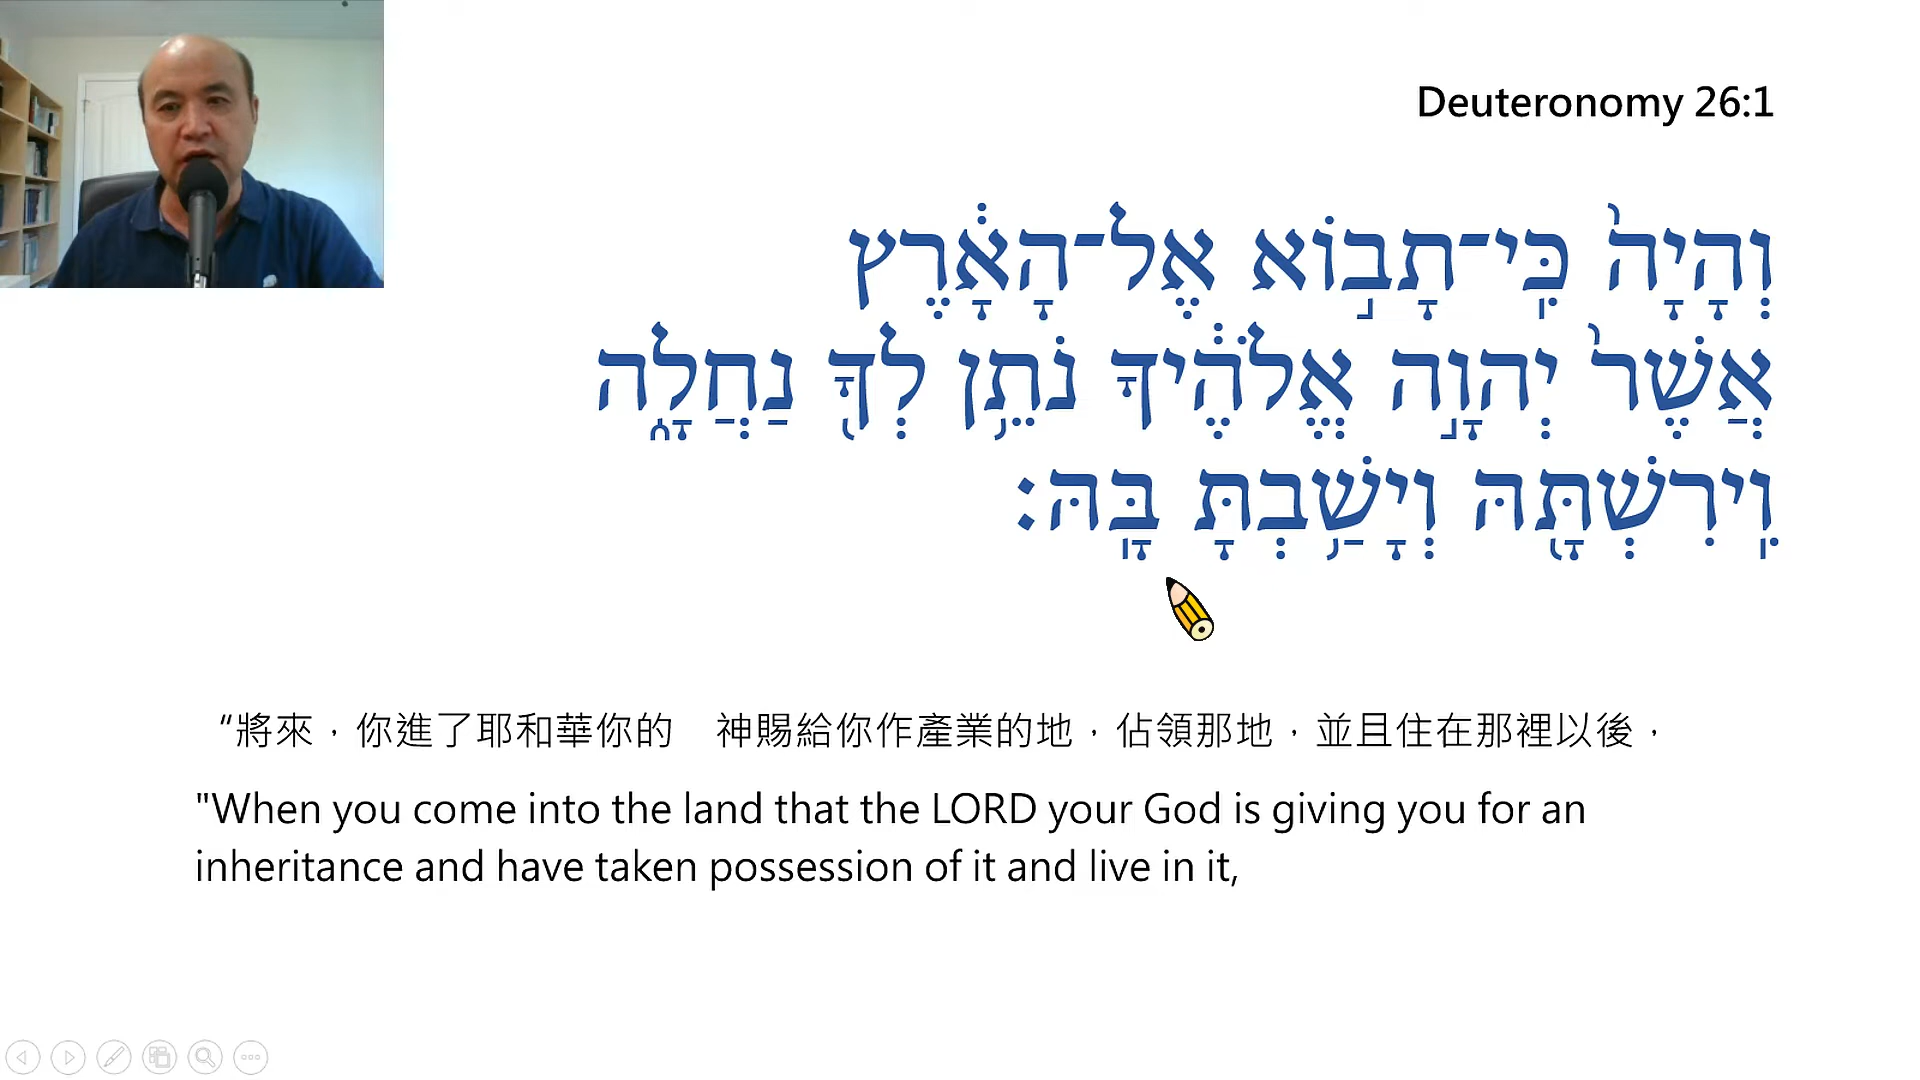 Deuteronomy 26:1
וְהָיָה֙ כִּֽי־תָב֣וֹא אֶל־הָאָ֔רֶץ
אֲשֶׁר֙ יְהוָ֣ה אֱלֹהֶ֔יךָ נֹתֵ֥ן לְךָ֖ נַחֲלָ֑ה
וִֽירִשְׁתָּ֖הּ וְיָשַׁ֥בְתָּ בָּֽהּ׃
“將來，你進了耶和華你的　神賜給你作產業的地，佔領那地，並且住在那裡以後，
"When you come into the land that the LORD your God is giving you for an
inheritance and have taken possession of it and live in it,